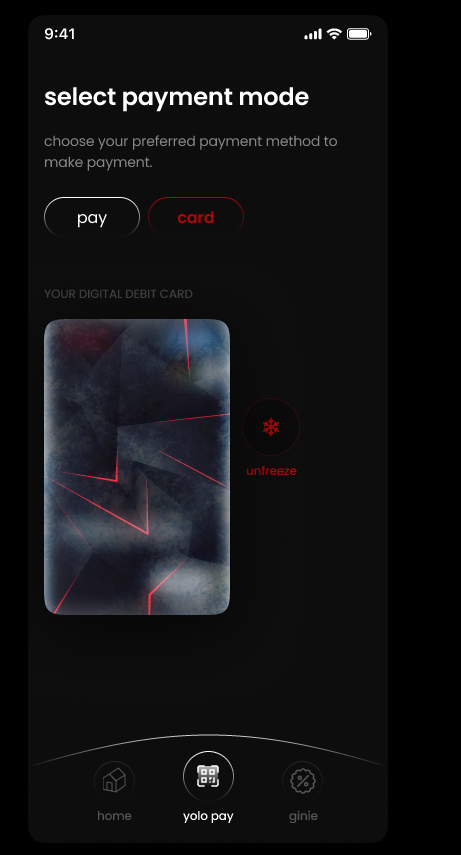 9:41
select payment mode
choose your preferred payment method to
make payment.
pay card
YOUR DIGITAL DEBIT CARD
unfreeze
home yolo pay ginie